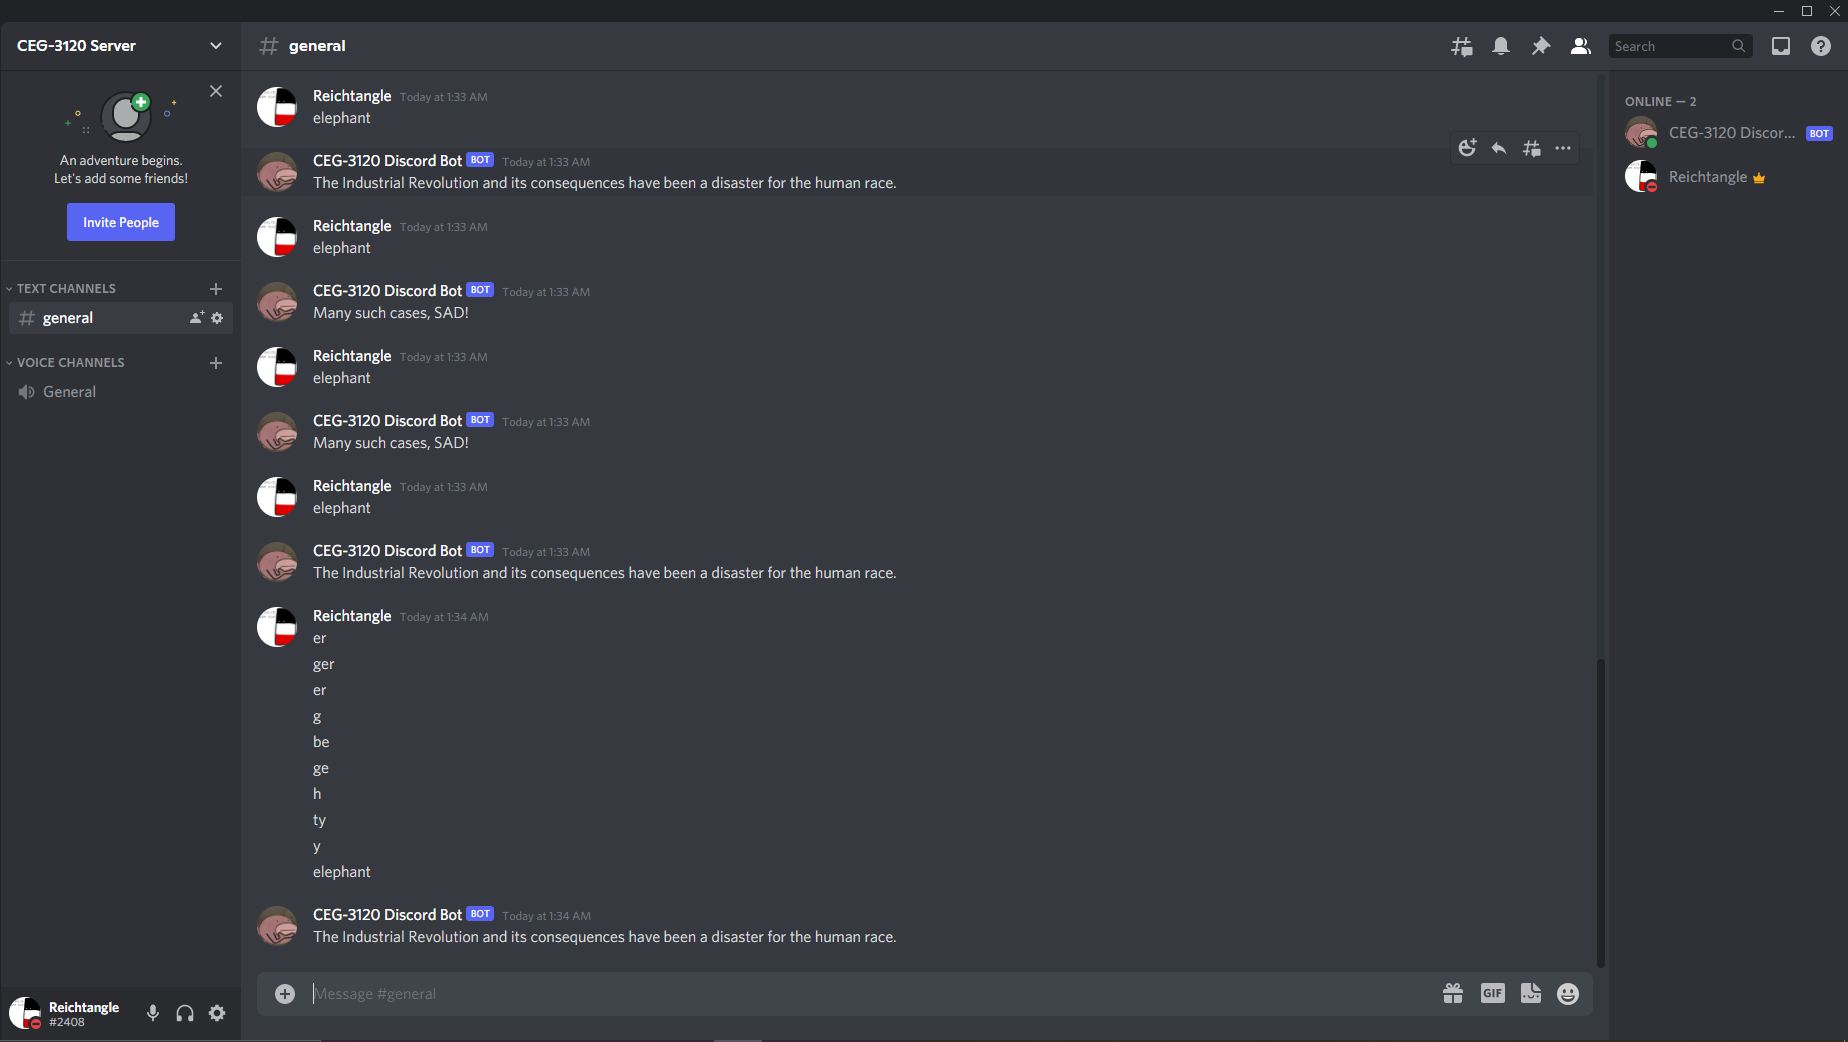 CEG-3120 Server
An adventure begins.
Let's add some friends!
Invite People
TEXT CHANNELS
general
VOICE CHANNELS
General
Reichtangle
#2408
general
Search
Reichtangle Today at 1:33 AM
elephant
CEG-3120 Discord Bot BOT Today at 1:33 AM
The Industrial Revolution and its consequences have been a disaster for the human race.
Reichtangle Today at 1:33 AM
elephant
CEG-3120 Discord Bot BOT Today at 1:33 AM
Many such cases, SAD!
Reichtangle Today at 1:33 AM
elephant
CEG-3120 Discord Bot BOT Today at 1:33 AM
Many such cases, SAD!
Reichtangle Today at 1:33 AM
elephant
CEG-3120 Discord Bot BOT Today at 1:33 AM
The Industrial Revolution and its consequences have been a disaster for the human race.
Reichtangle Today at 1:34 AM
er
ger
er
g
be
ge
h
ty
y
elephant
CEG-3120 Discord Bot BOT Today at 1:34 AM
The Industrial Revolution and its consequences have been a disaster for the human race.
Message #general
GIF
ONLINE — 2
CEG-3120 Discor... BOT
Reichtangle